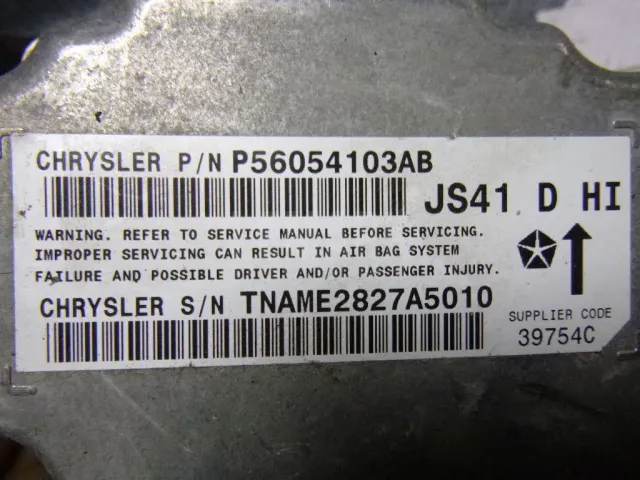 CHRYSLER P/N P56054103AB
JS41 D HI
WARNING. REFER TO SERVICE MANUAL BEFORE SERVICING.
IMPROPER SERVICING CAN RESULT IN AIR BAG SYSTEM
FAILURE AND POSSIBLE DRIVER AND/OR PASSENGER INJURY.
CHRYSLER S/N TNAME2827A5010
SUPPLIER CODE
39754C